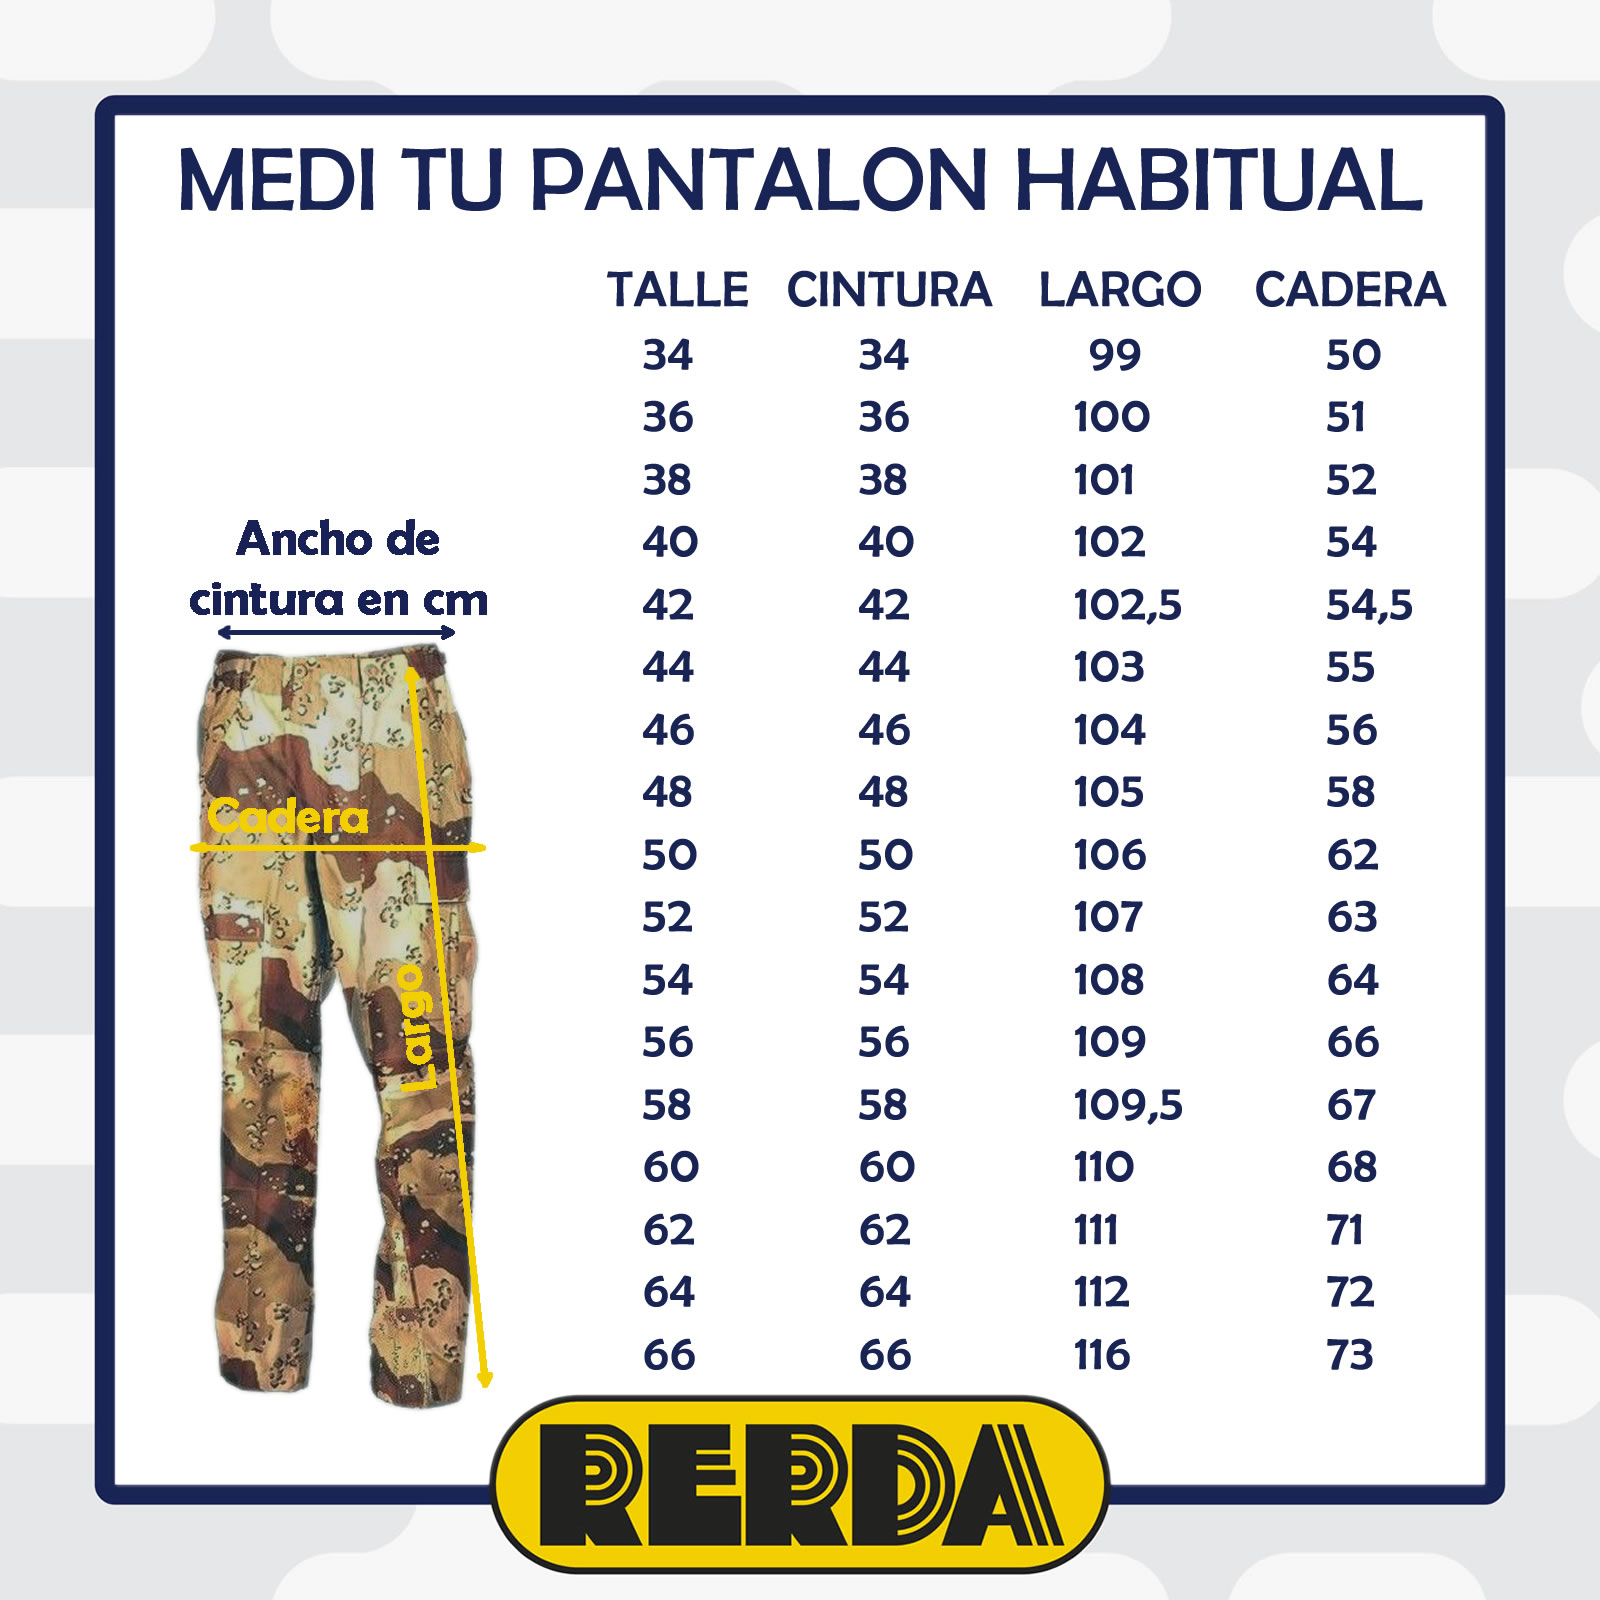 MEDI TU PANTALON HABITUAL
TALLE CINTURA LARGO CADERA
34 34 99 50
36 36 100 51
38 38 101 52
40 40 102 54
42 42 102,5 54,5
44 44 103 55
46 46 104 56
48 48 105 58
50 50 106 62
52 52 107 63
54 54 108 64
56 56 109 66
58 58 109,5 67
60 60 110 68
62 62 111 71
64 64 112 72
66 66 116 73
Ancho de
cintura en cm
Cadera
Largo
RERDA